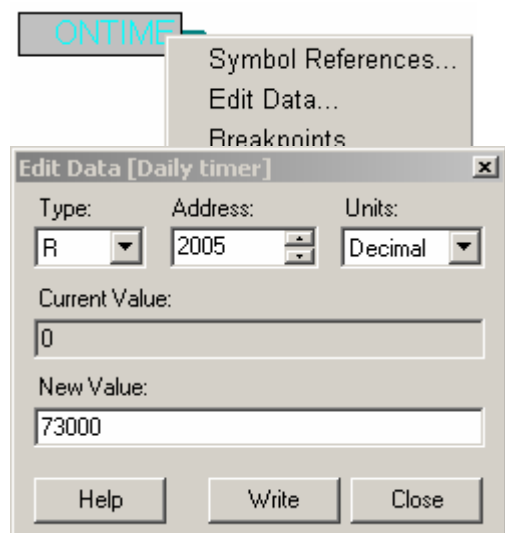 ONTIME
Symbol References...
Edit Data...
Breakpoints
Edit Data [Daily timer]
Type: Address: Units:
R 2005 Decimal
Current Value:
0
New Value:
73000
Help Write Close